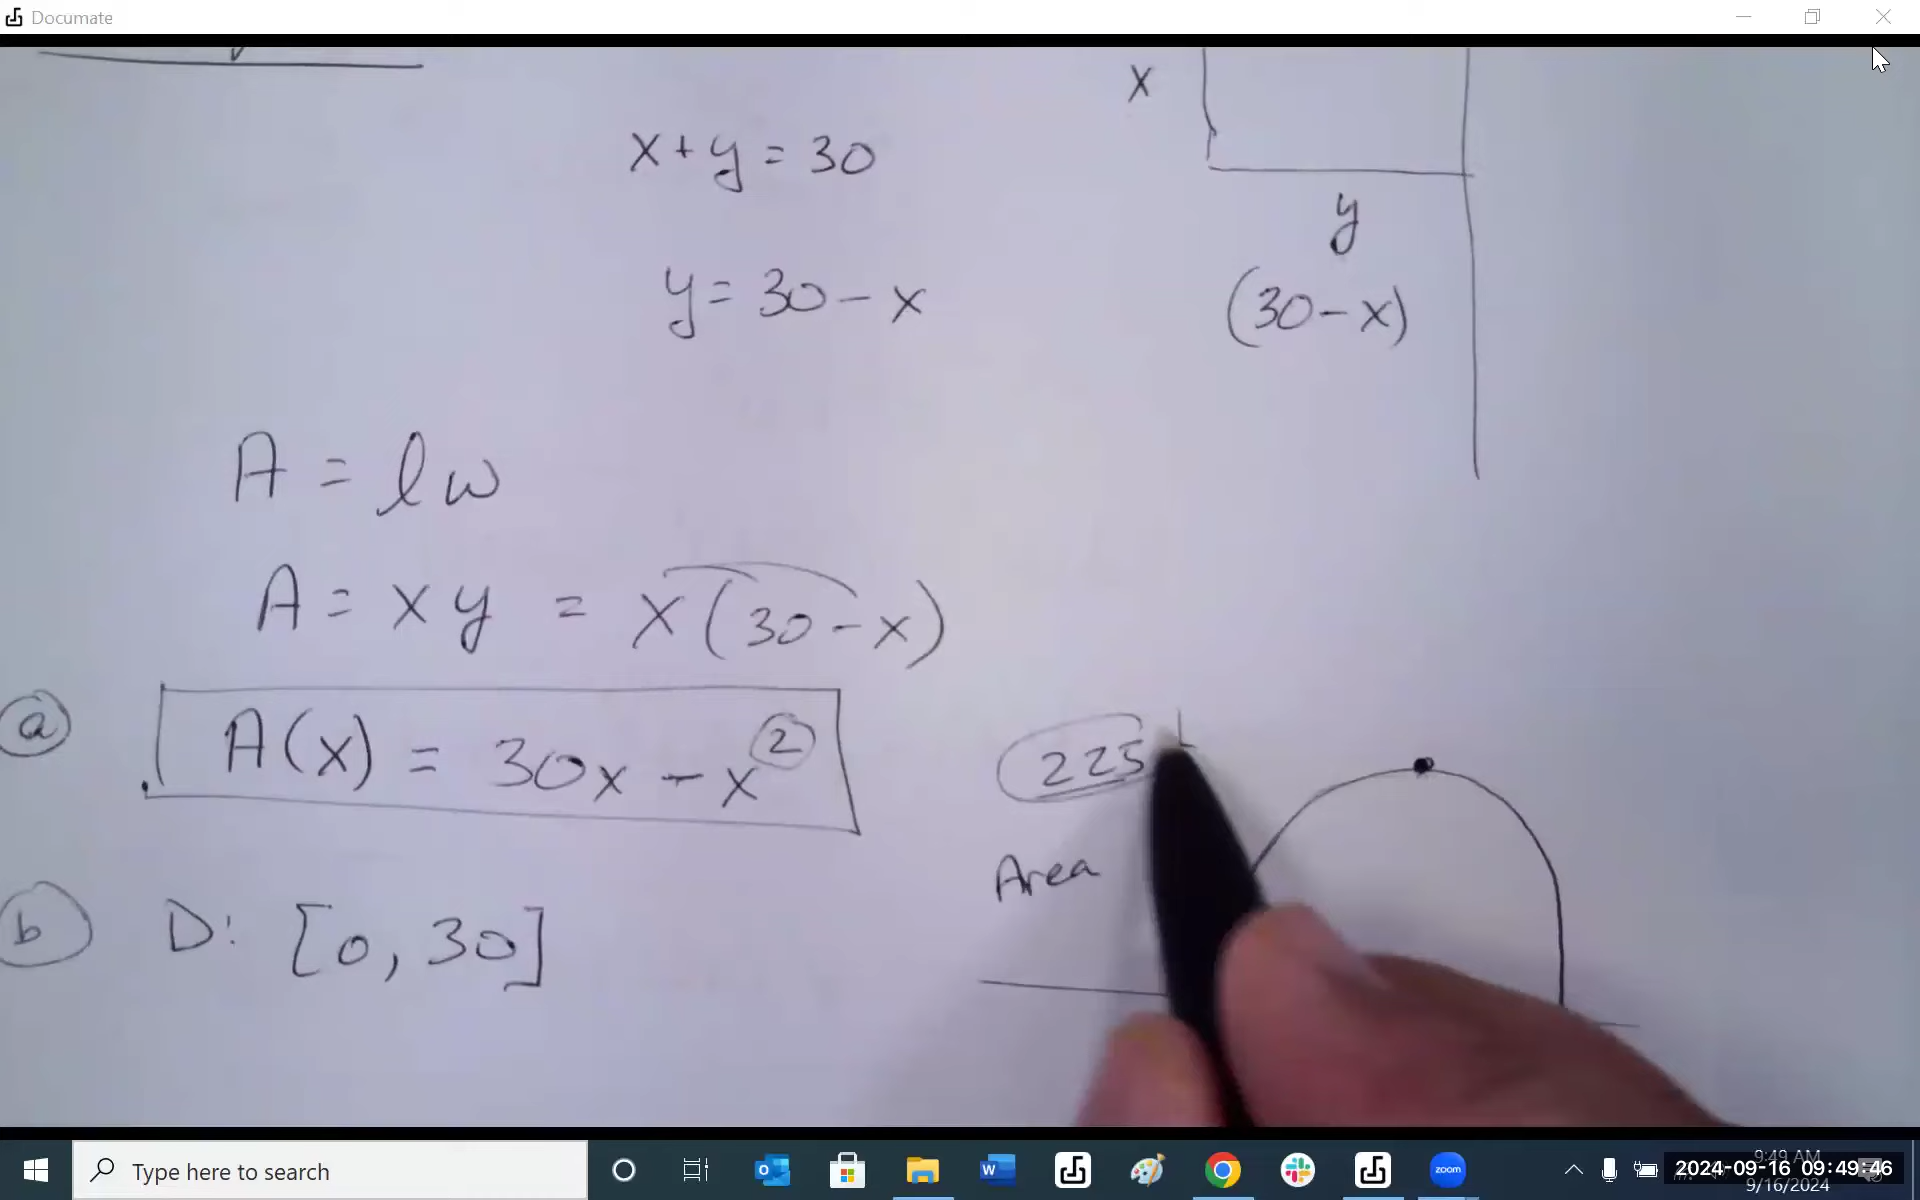 Documate
x
x + y = 30
y
y = 30 - x
(30 - x)
A = lw
A = xy = x(30 - x)
a
A(x) = 30x - x²
225
Area
b
D: [0, 30]
Type here to search
zoom
9:49 AM
2024-09-16 09:49:46
9/16/2024